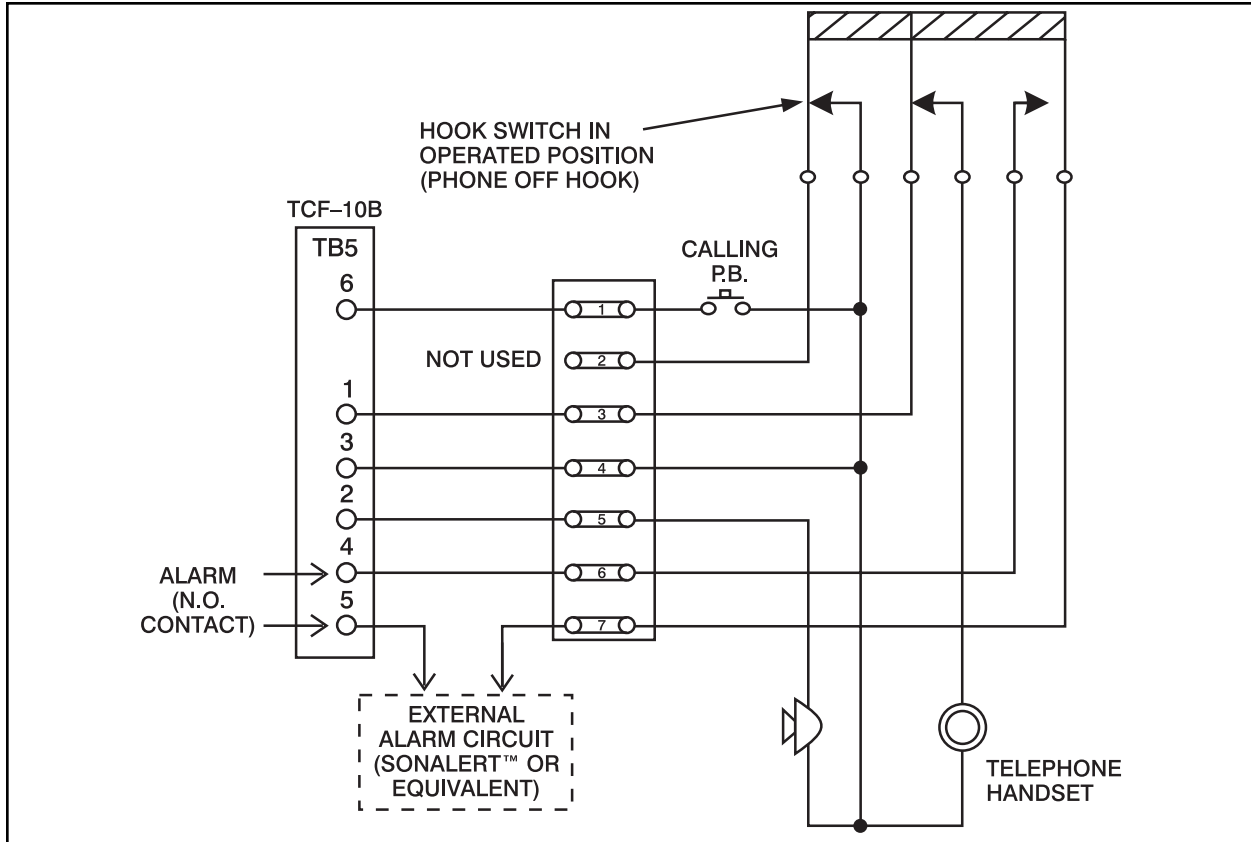 HOOK SWITCH IN
OPERATED POSITION
(PHONE OFF HOOK)
TCF–10B
TB5
6
1
3
2
4
5
CALLING
P.B.
NOT USED
1
2
3
4
5
6
7
ALARM
(N.O.
CONTACT)
EXTERNAL
ALARM CIRCUIT
(SONALERT™ OR
EQUIVALENT)
TELEPHONE
HANDSET